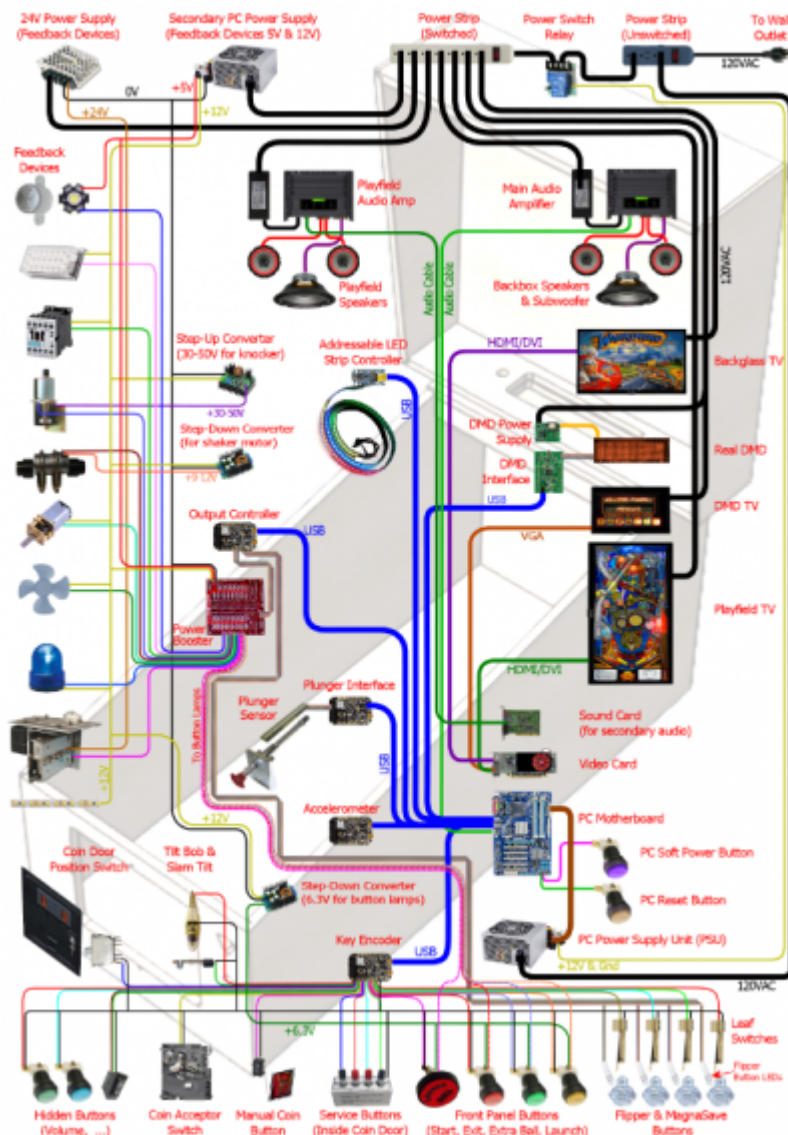 24V Power Supply
(Feedback Devices)
Secondary PC Power Supply
(Feedback Devices 5V & 12V)
Power Strip
(Switched)
Power Switch
Relay
Power Strip
(Unswitched)
To Wall
Outlet
120VAC
0V
+5V
+12V
+24V
Feedback
Devices
Playfield
Audio Amp
Main Audio
Amplifier
Playfield
Speakers
Backbox Speakers
& Subwoofer
Audio Cable
Audio Cable
120VAC
Step-Up Converter
(30-50V for knocker)
Addressable LED
Strip Controller
HDMI/DVI
Backglass TV
+30-50V
USB
Step-Down Converter
(for shaker motor)
+9-12V
DMD Power
Supply
Real DMD
DMD
Interface
USB
DMD TV
Output Controller
USB
VGA
Power
Booster
Playfield TV
Plunger Interface
Plunger
Sensor
HDMI/DVI
To Button Lamps
USB
Sound Card
(for secondary audio)
Video Card
+12V
+12V
Accelerometer
PC Motherboard
Coin Door
Position Switch
Tilt Bob &
Slam Tilt
PC Soft Power Button
Step-Down Converter
(6.3V for button lamps)
PC Reset Button
Key Encoder
USB
PC Power Supply Unit (PSU)
+12V & Gnd
120VAC
+6.3V
Leaf
Switches
Flipper
Button LEDs
Hidden Buttons
(Volume, ...)
Coin Acceptor
Switch
Manual Coin
Button
Service Buttons
(Inside Coin Door)
Front Panel Buttons
(Start, Exit, Extra Ball, Launch)
Flipper & MagnaSave
Buttons